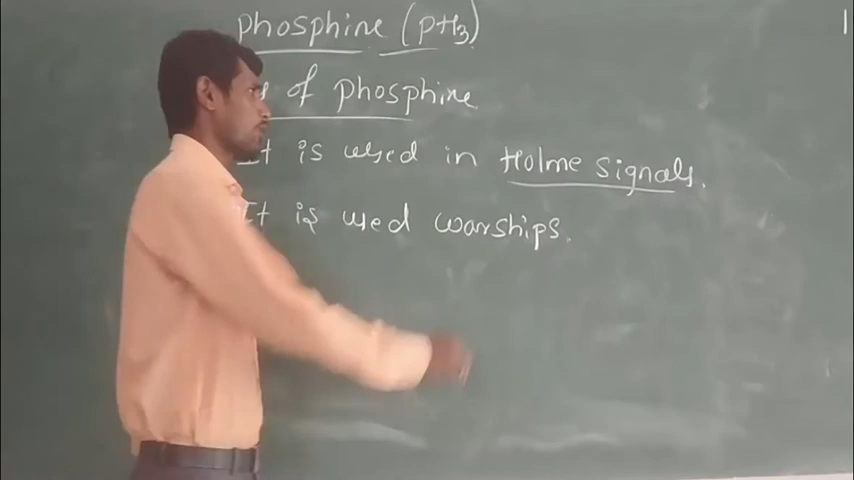 phosphine (PH3)
of phosphine
It is used in Holme signals.
It is used warships.